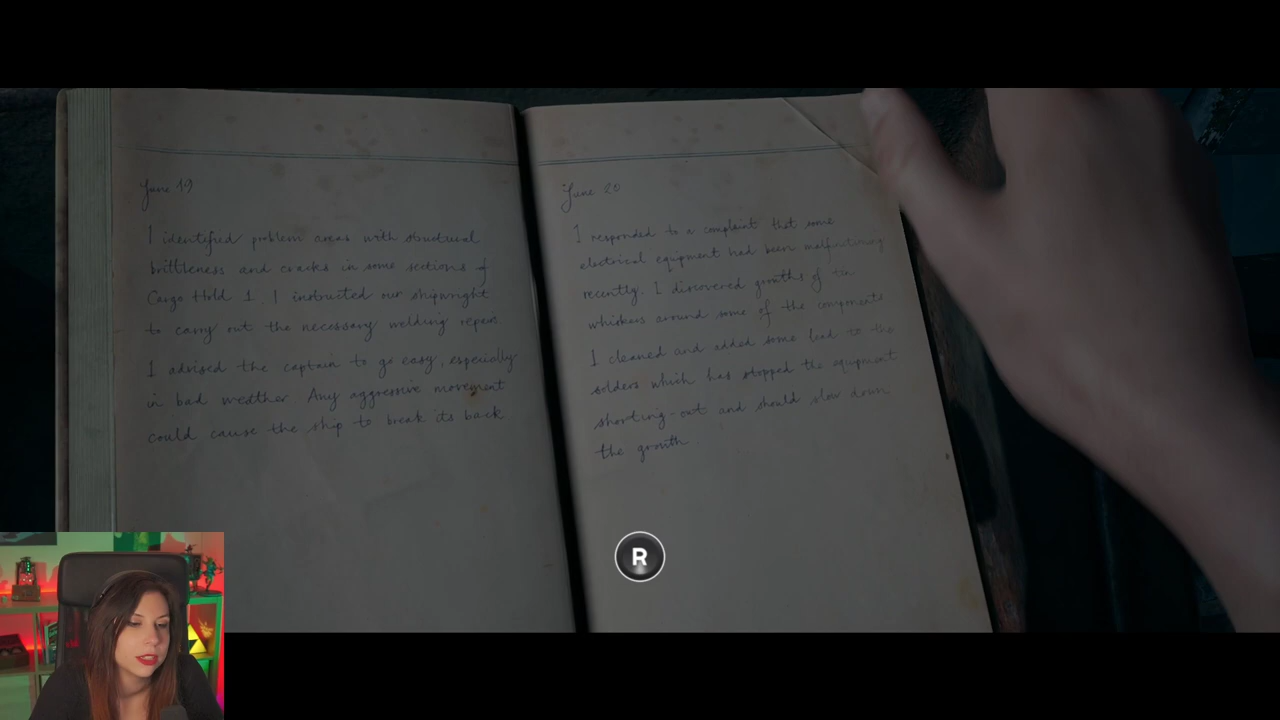 June 19
I identified problem areas with structural
brittleness and cracks in some sections of
Cargo Hold 1. I instructed our shipwright
to carry out the necessary welding repair.
I advised the captain to go easy, especially
in bad weather. Any aggressive movement
could cause the ship to break its back
June 20
I responded to a complaint that some
electrical equipment had been malfunctioning
recently. I discovered growths of tin
whiskers around some of the components
I cleaned and added some lead to the
solders which has stopped the equipment
shorting-out and should slow down
the growth
R